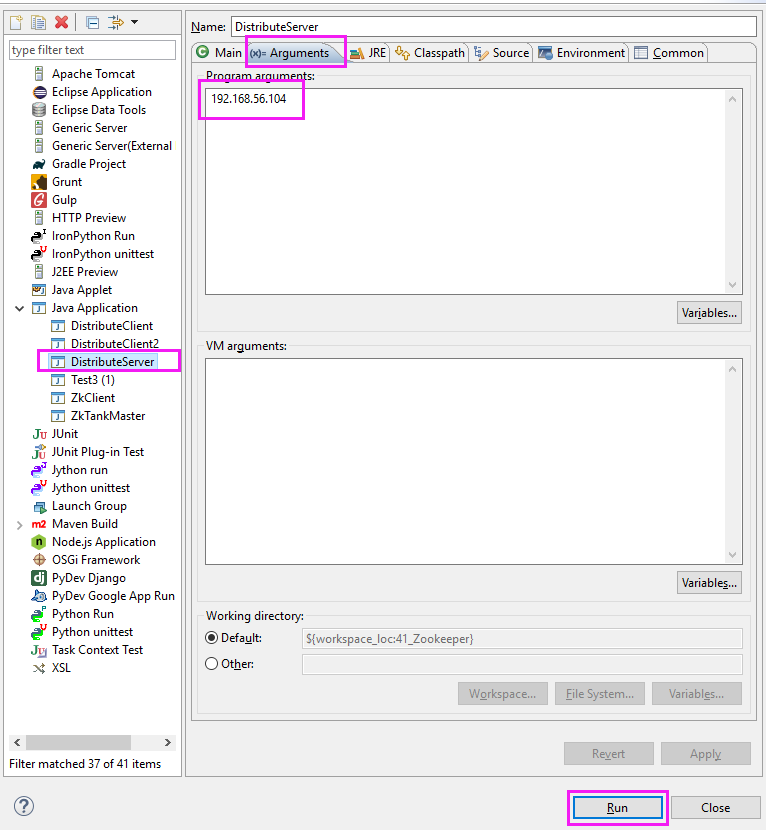 type filter text
Apache Tomcat
Eclipse Application
Eclipse Data Tools
Generic Server
Generic Server(External
Gradle Project
Grunt
Gulp
HTTP Preview
IronPython Run
IronPython unittest
J2EE Preview
Java Applet
Java Application
DistributeClient
DistributeClient2
DistributeServer
Test3 (1)
ZkClient
ZkTankMaster
JUnit
JUnit Plug-in Test
Jython run
Jython unittest
Launch Group
m2 Maven Build
Node.js Application
OSGi Framework
PyDev Django
PyDev Google App Run
Python Run
Python unittest
Task Context Test
XSL
Filter matched 37 of 41 items
Name: DistributeServer
Main (x)= Arguments JRE Classpath Source Environment Common
Program arguments:
192.168.56.104
Variables...
VM arguments:
Variables...
Working directory:
Default: ${workspace_loc:41_Zookeeper}
Other:
Workspace... File System... Variables...
Revert Apply
Run Close